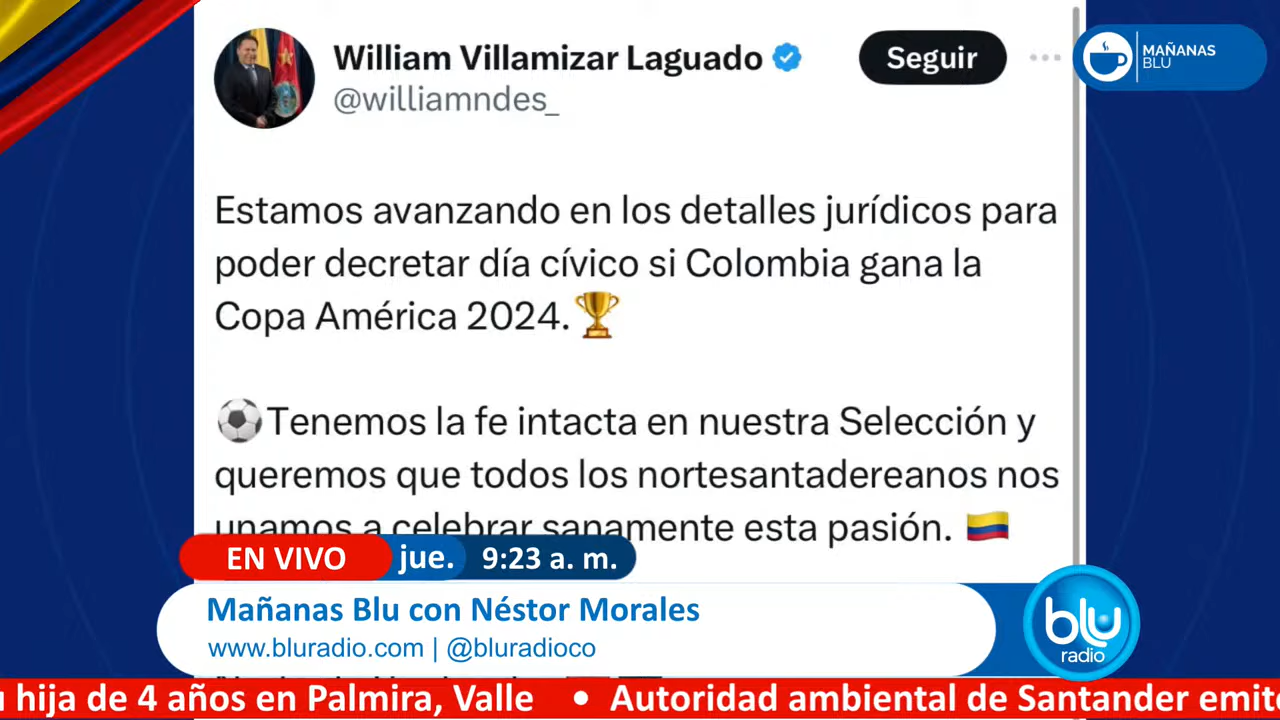 William Villamizar Laguado
Seguir
@williamndes_
MAÑANAS
BLU
Estamos avanzando en los detalles jurídicos para
poder decretar día cívico si Colombia gana la
Copa América 2024.🏆
⚽Tenemos la fe intacta en nuestra Selección y
queremos que todos los nortesantadereanos nos
unamos a celebrar sanamente esta pasión. 🇨🇴
EN VIVO jue. 9:23 a. m.
Mañanas Blu con Néstor Morales
www.bluradio.com | @bluradioco
blu
radio
hija de 4 años en Palmira, Valle • Autoridad ambiental de Santander emit